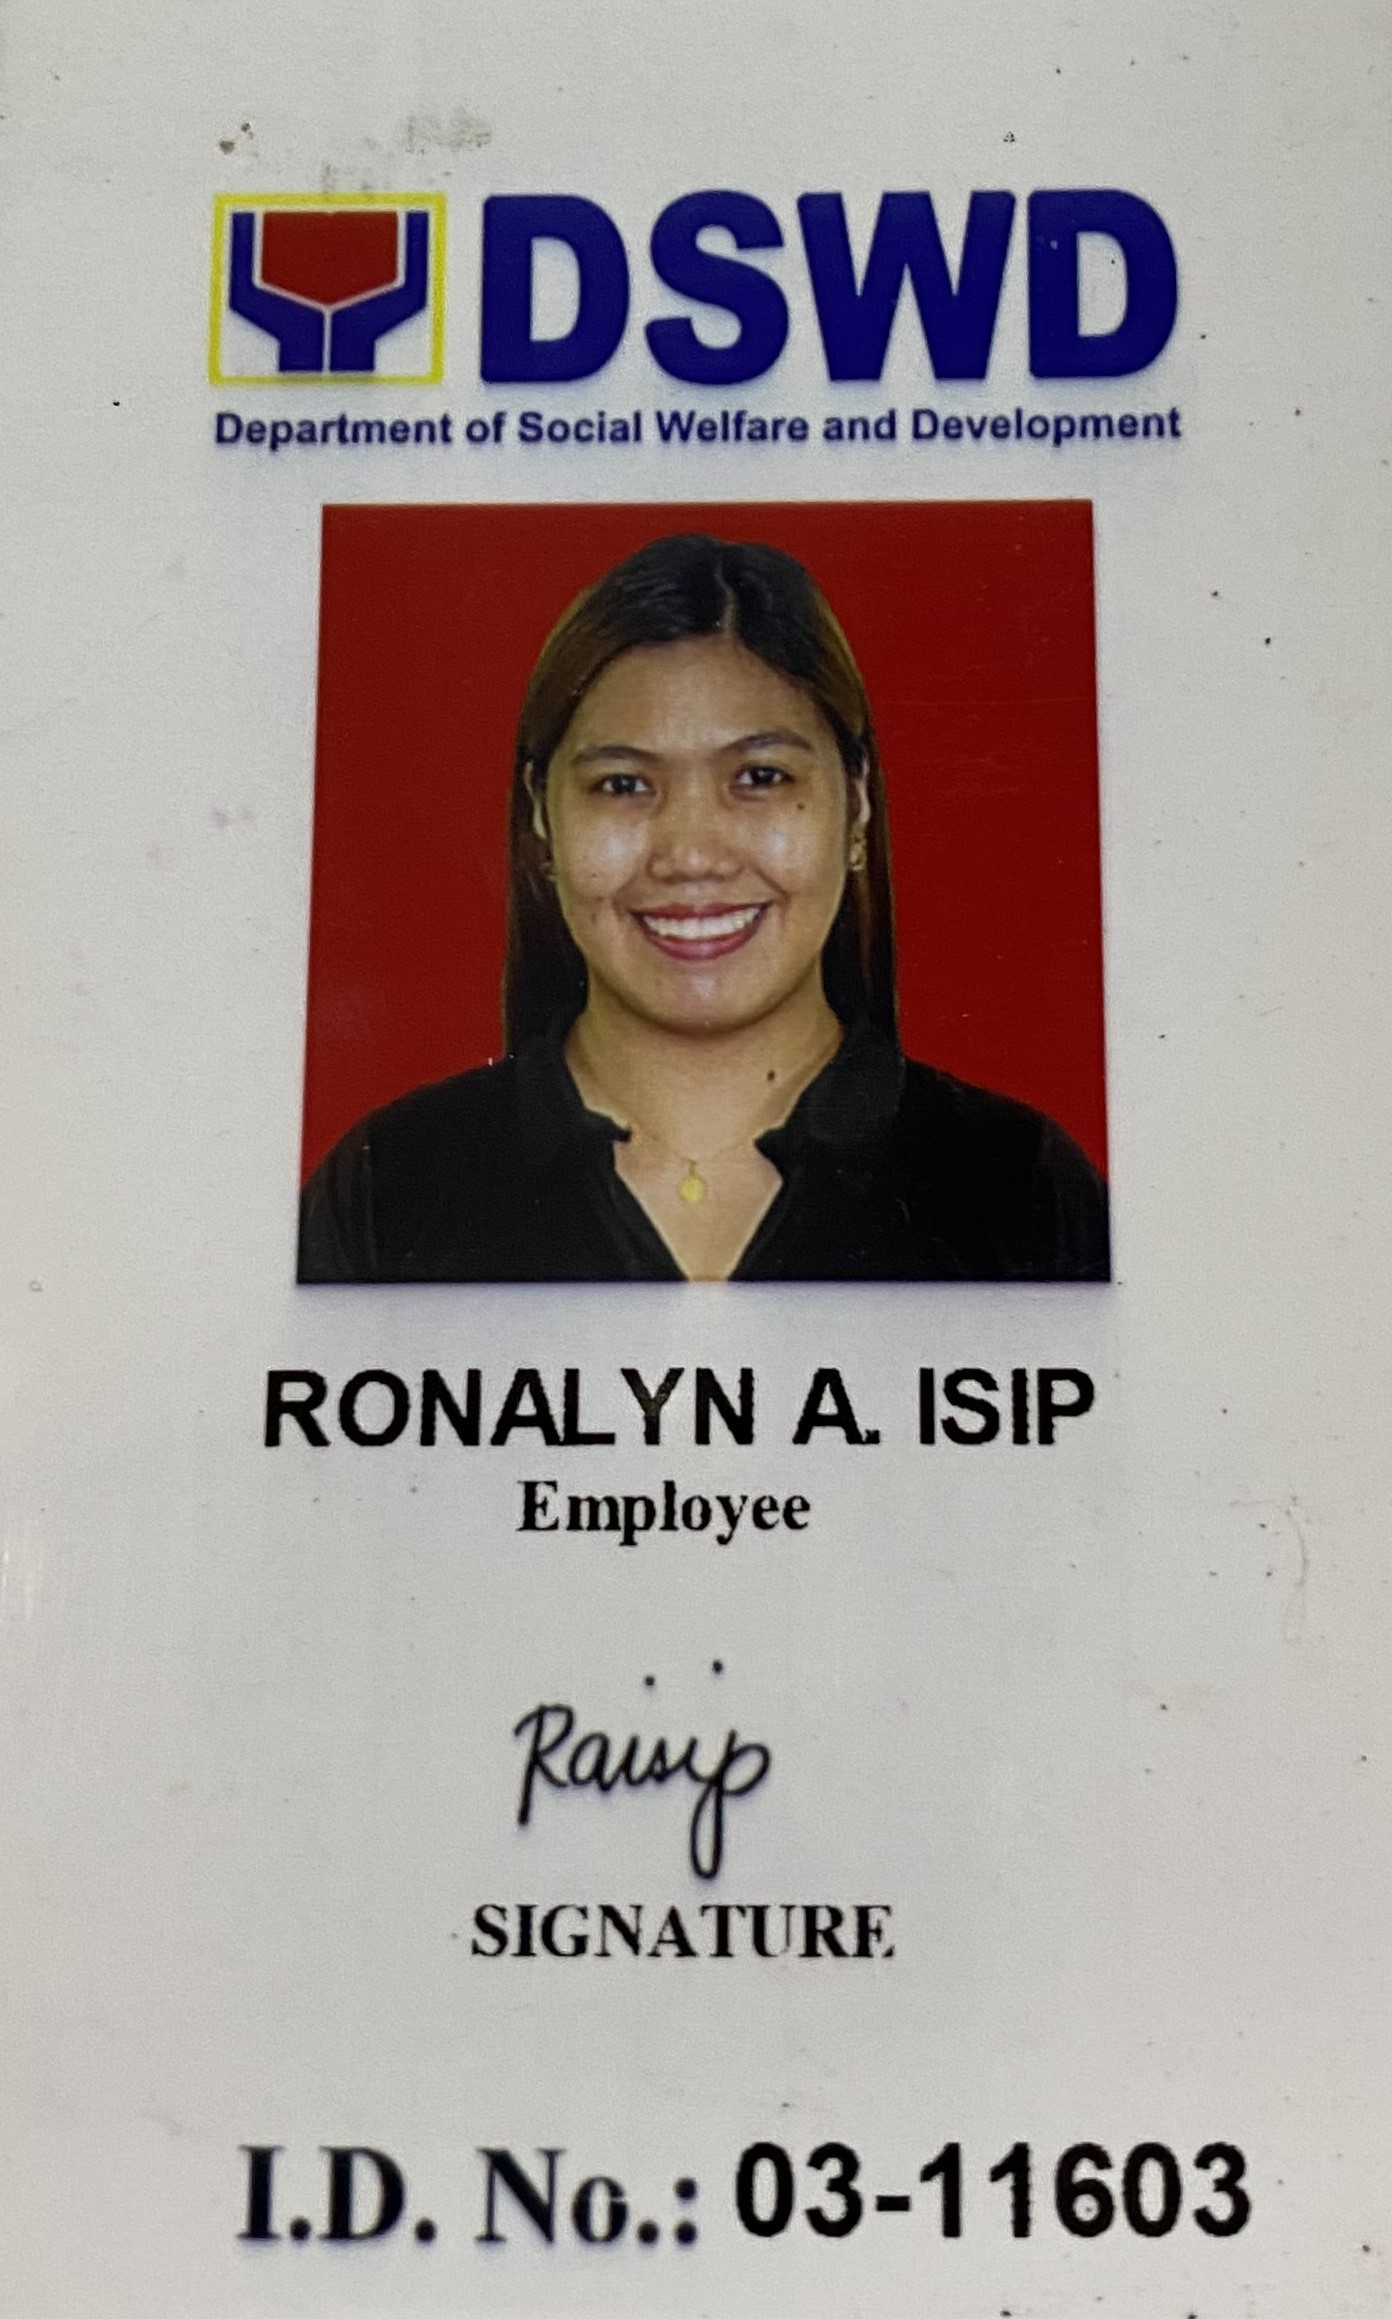 DSWD
Department of Social Welfare and Development
RONALYN A. ISIP
Employee
Raisip
SIGNATURE
I.D. No.: 03-11603